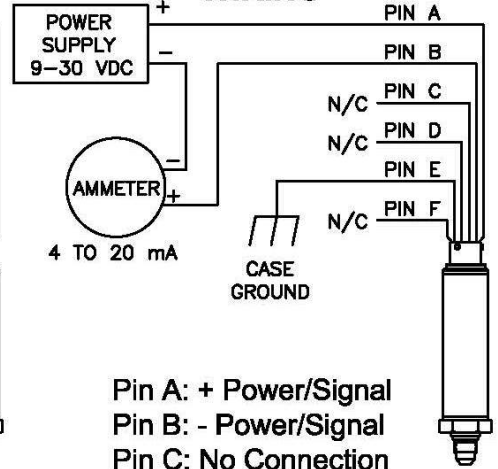 POWER
SUPPLY
9-30 VDC
+
-
PIN A
PIN B
N/C PIN C
N/C PIN D
PIN E
N/C PIN F
AMMETER
-
+
4 TO 20 mA
CASE
GROUND
Pin A: + Power/Signal
Pin B: - Power/Signal
Pin C: No Connection